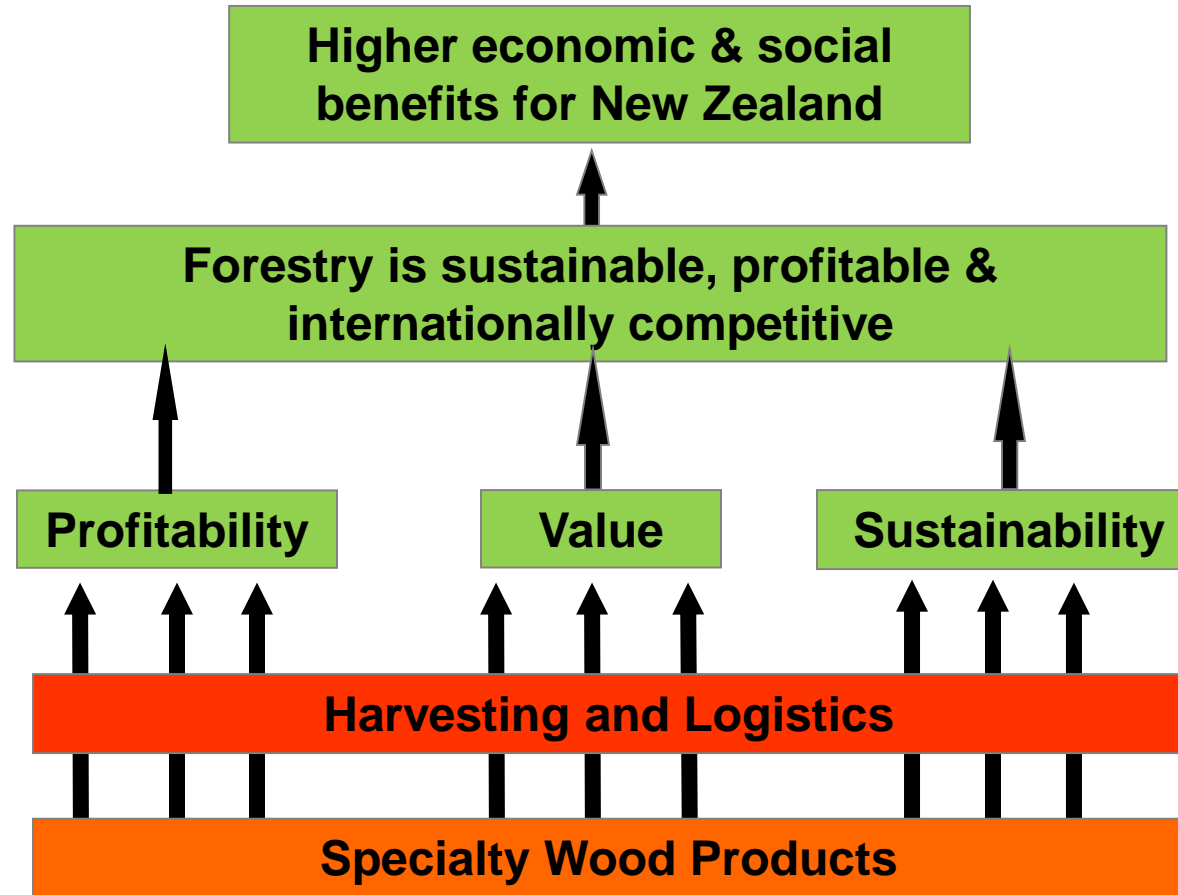 Higher economic & social
benefits for New Zealand
Forestry is sustainable, profitable &
internationally competitive
Profitability
Value
Sustainability
Harvesting and Logistics
Specialty Wood Products